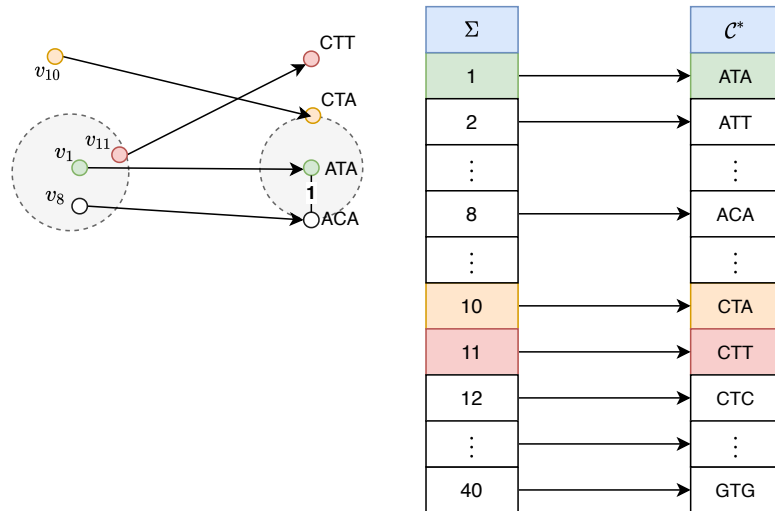 CTT
v₁₀
CTA
v₁₁
v₁
ATA
1
v₈
ACA
Σ 𝒞*
1 ATA
2 ATT
⋮ ⋮
8 ACA
⋮ ⋮
10 CTA
11 CTT
12 CTC
⋮ ⋮
40 GTG